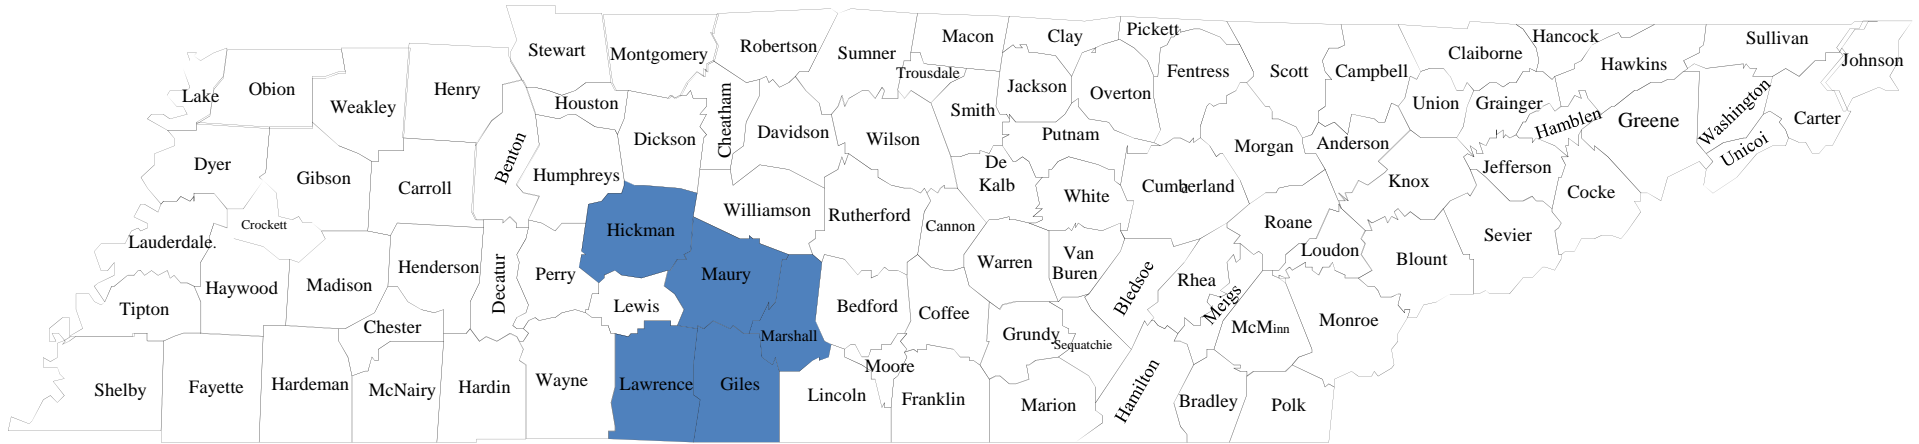 Stewart
Montgomery
Robertson
Sumner
Macon
Clay
Pickett
Hancock
Sullivan
Johnson
Claiborne
Hawkins
Trousdale
Fentress
Scott
Campbell
Lake
Obion
Weakley
Henry
Houston
Dickson
Cheatham
Davidson
Wilson
Smith
Jackson
Overton
Putnam
Morgan
Anderson
Union
Grainger
Hamblen
Greene
Washington
Unicoi
Carter
Dyer
Gibson
Carroll
Benton
Humphreys
De
Kalb
White
Cumberland
Knox
Jefferson
Cocke
Lauderdale.
Crockett
Hickman
Williamson
Rutherford
Cannon
Roane
Loudon
Sevier
Haywood
Madison
Henderson
Decatur
Perry
Maury
Warren
Van
Buren
Bledsoe
Rhea
Meigs
Blount
Tipton
Chester
Lewis
Marshall
Bedford
Coffee
Grundy
Sequatchie
McMinn
Monroe
Shelby
Fayette
Hardeman
McNairy
Hardin
Wayne
Lawrence
Giles
Lincoln
Moore
Franklin
Marion
Hamilton
Bradley
Polk